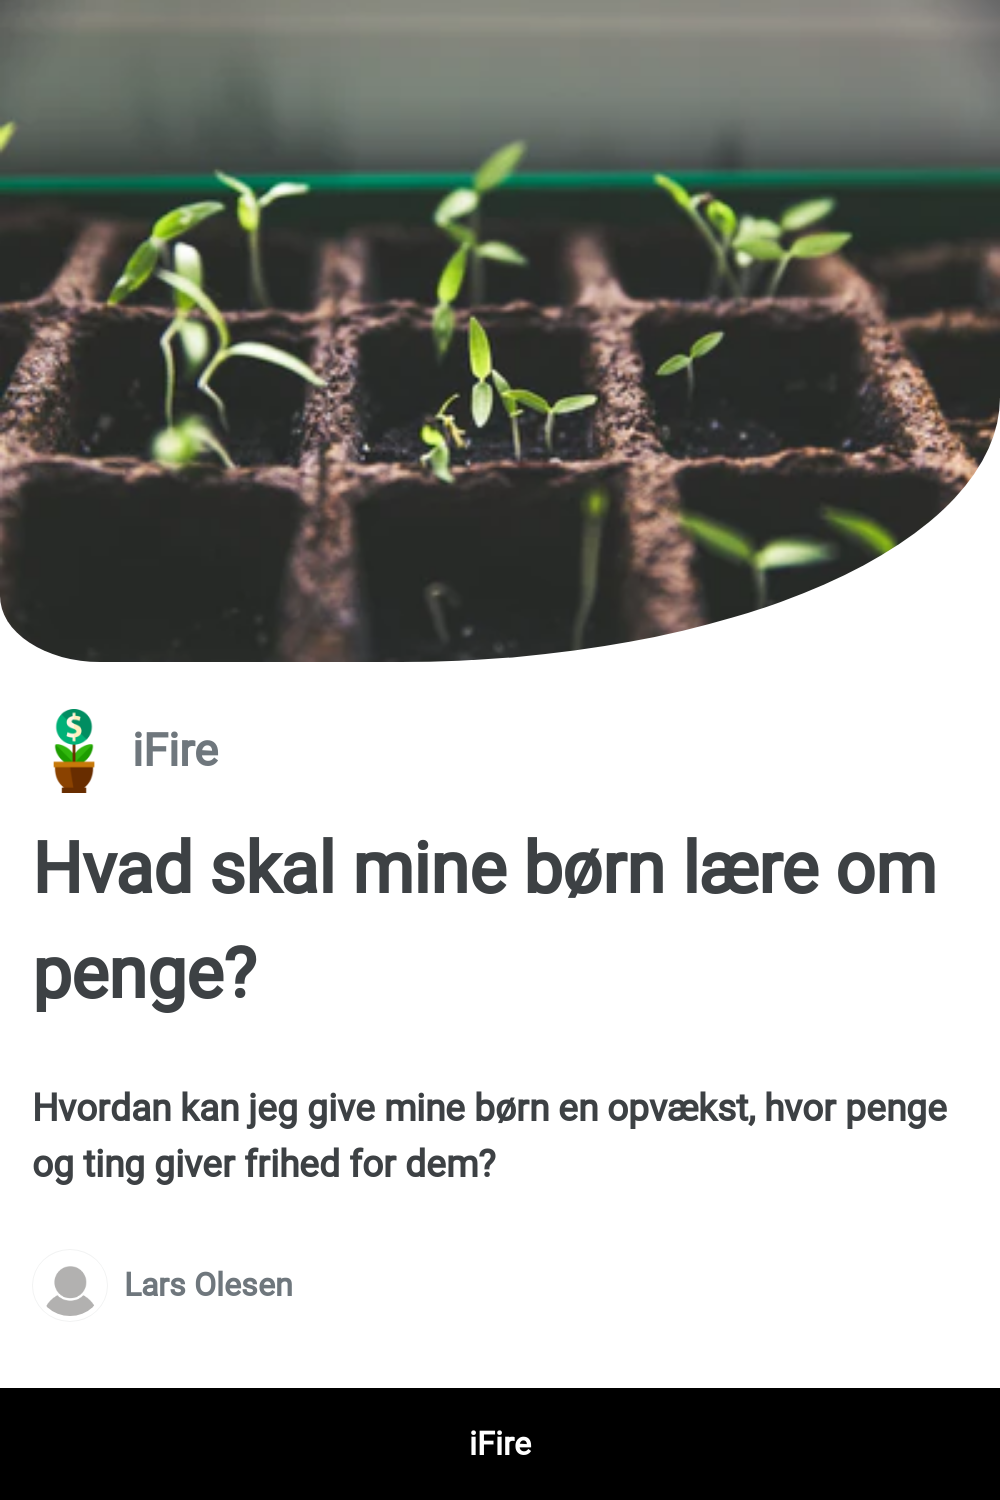 $
iFire
Hvad skal mine børn lære om
penge?
Hvordan kan jeg give mine børn en opvækst, hvor penge
og ting giver frihed for dem?
Lars Olesen
iFire